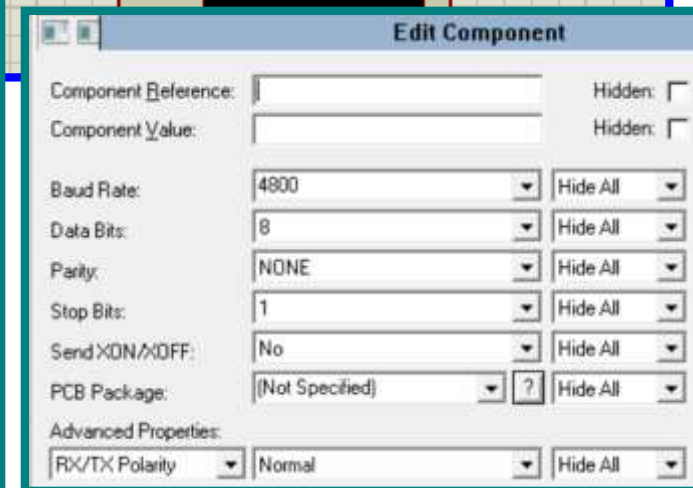 Edit Component
Component Reference: Hidden:
Component Value: Hidden:
Baud Rate: 4800 Hide All
Data Bits: 8 Hide All
Parity: NONE Hide All
Stop Bits: 1 Hide All
Send XON/XOFF: No Hide All
PCB Package: (Not Specified) ? Hide All
Advanced Properties:
RX/TX Polarity Normal Hide All